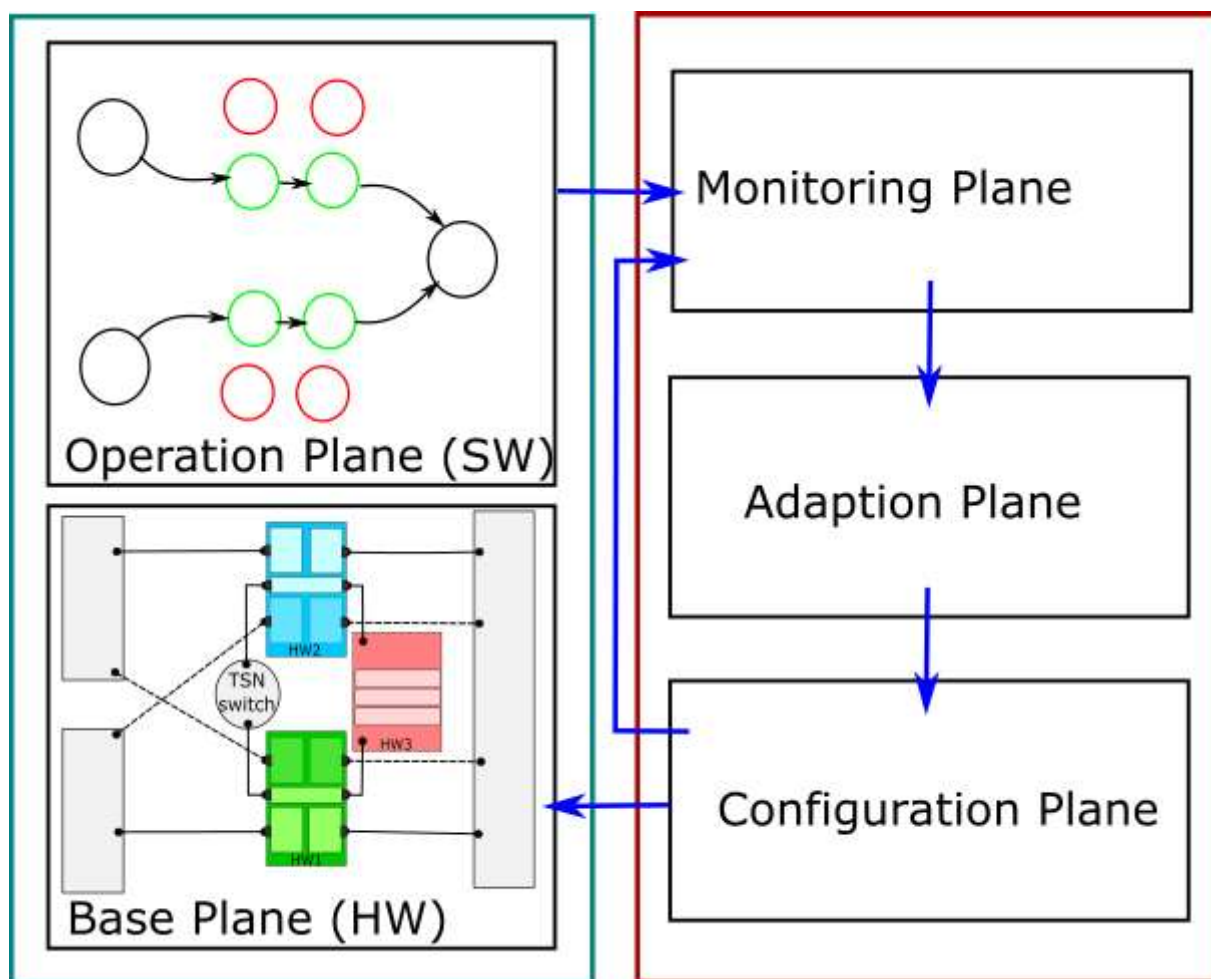 Operation Plane (SW)
HW2
TSN
switch
HW3
HW1
Base Plane (HW)
Monitoring Plane
Adaption Plane
Configuration Plane